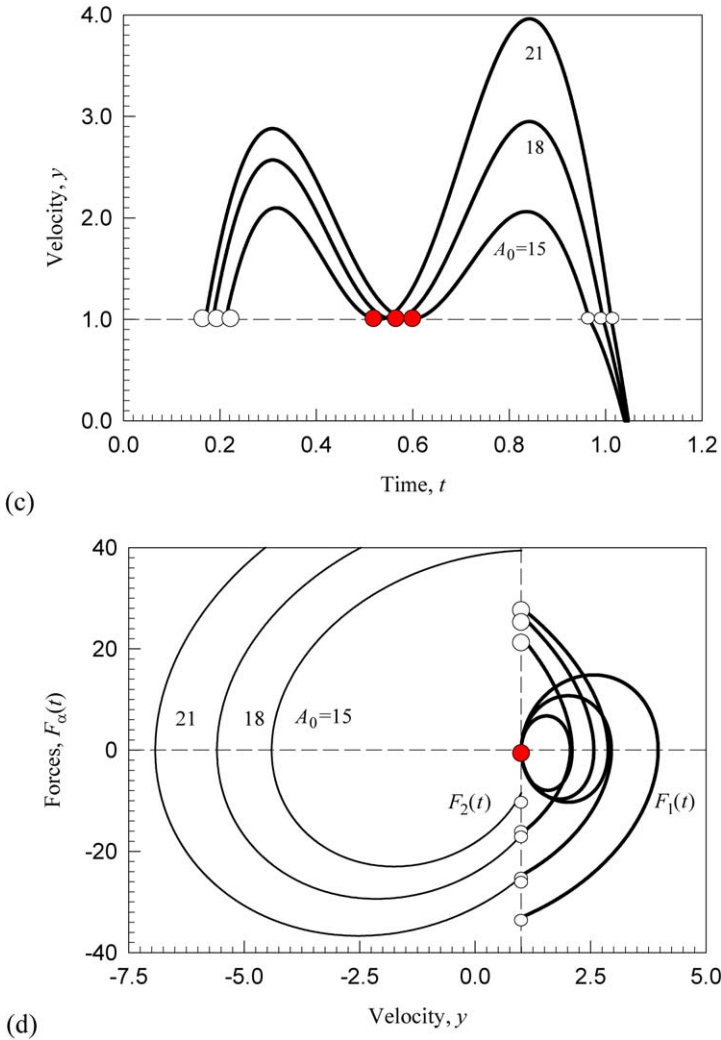 4.0
3.0
2.0
1.0
0.0
Velocity, y
21
18
A0=15
0.0 0.2 0.4 0.6 0.8 1.0 1.2
Time, t
(c)
40
20
0
-20
-40
Forces, Fα(t)
21 18 A0=15
F2(t) F1(t)
-7.5 -5.0 -2.5 0.0 2.5 5.0
Velocity, y
(d)